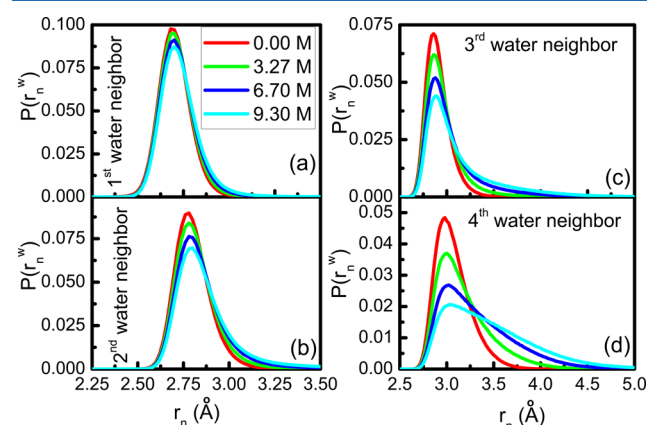 0.100
0.075
0.050
0.025
0.000
P(r_n^w)
1st water neighbor
0.00 M
3.27 M
6.70 M
9.30 M
(a)
0.075
0.050
0.025
0.000
P(r_n^w)
3rd water neighbor
(c)
0.075
0.050
0.025
0.000
P(r_n^w)
2nd water neighbor
(b)
2.25 2.50 2.75 3.00 3.25 3.50
r_n (Å)
0.05
0.04
0.03
0.02
0.01
0.00
P(r_n^w)
4th water neighbor
(d)
2.5 3.0 3.5 4.0 4.5 5.0
r_n (Å)